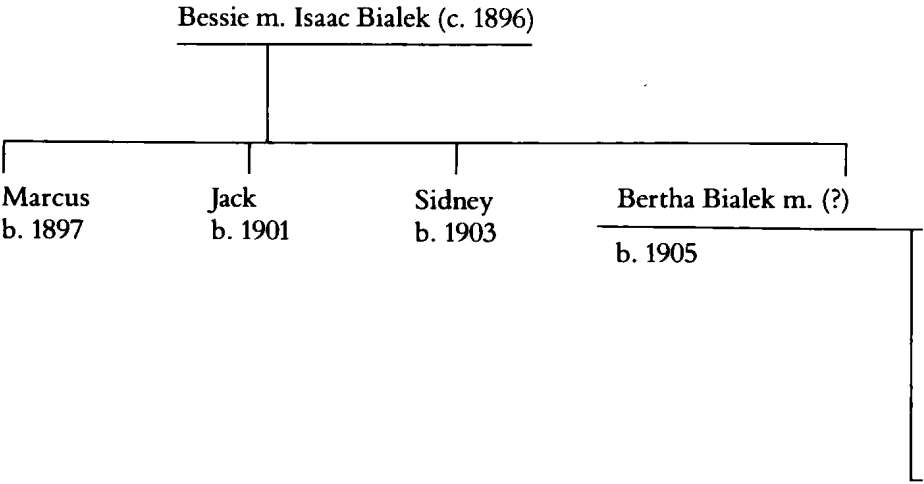 Bessie m. Isaac Bialek (c. 1896)
Marcus
b. 1897
Jack
b. 1901
Sidney
b. 1903
Bertha Bialek m. (?)
b. 1905